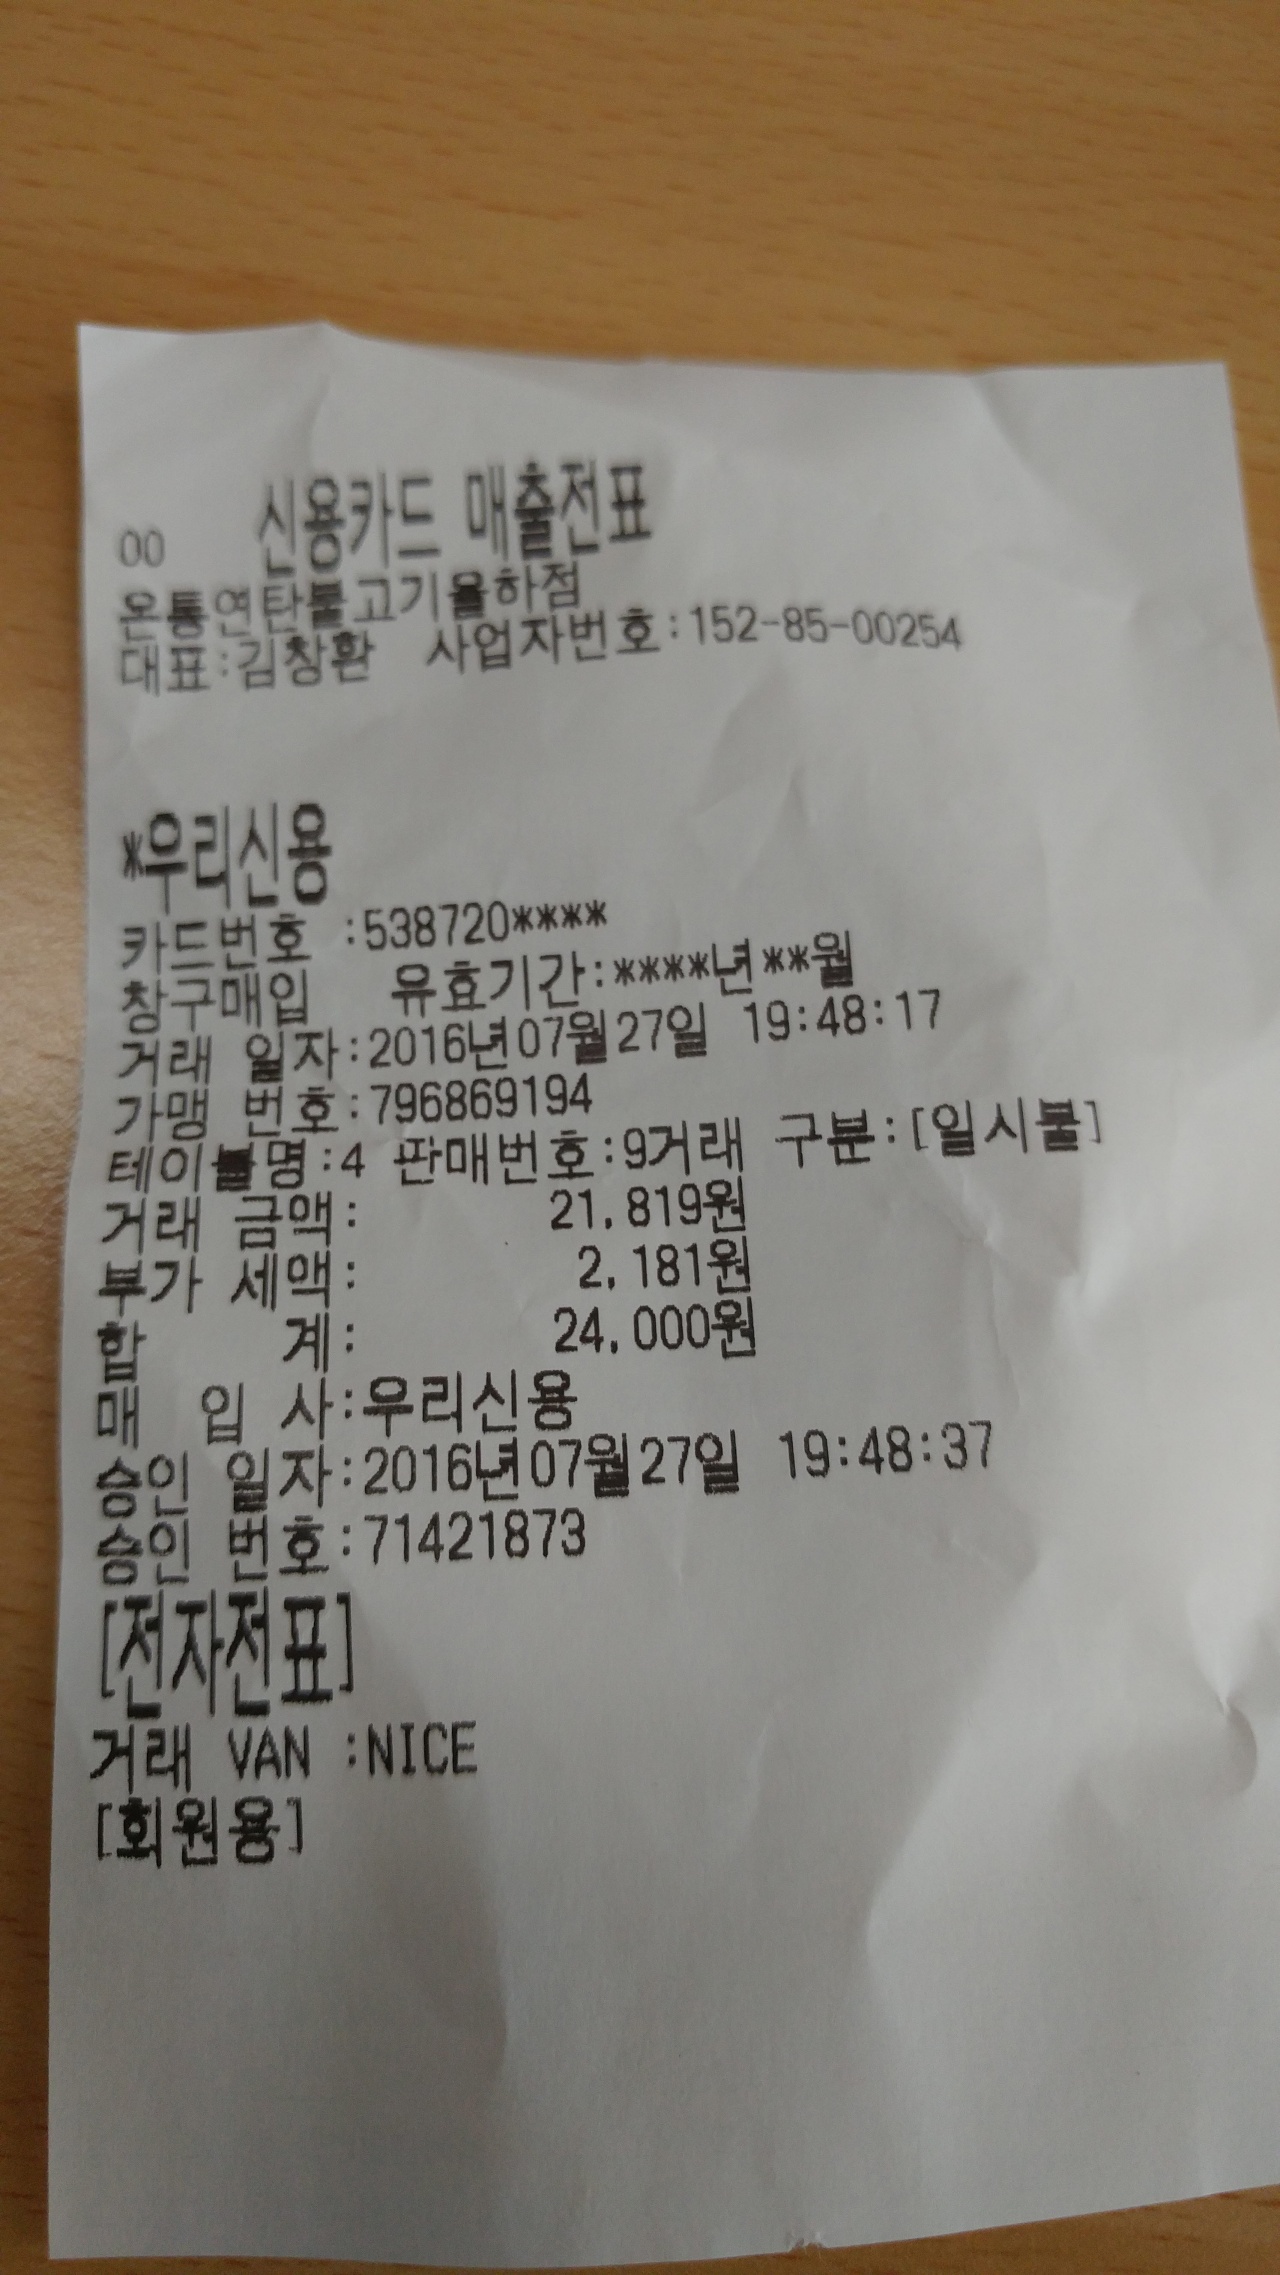 00 신용카드 매출전표
온통연탄불고기율하점
대표:김창환 사업자번호:152-85-00254
*우리신용
카드번호 :538720****
창구매입 유효기간:****년**월
거래 일자:2016년07월27일 19:48:17
가맹 번호:796869194
테이블명:4 판매번호:9거래 구분:[일시불]
거래 금액: 21,819원
부가 세액: 2,181원
합 계: 24,000원
매 입 사:우리신용
승인 일자:2016년07월27일 19:48:37
승인 번호:71421873
[전자전표]
거래 VAN :NICE
[회원용]